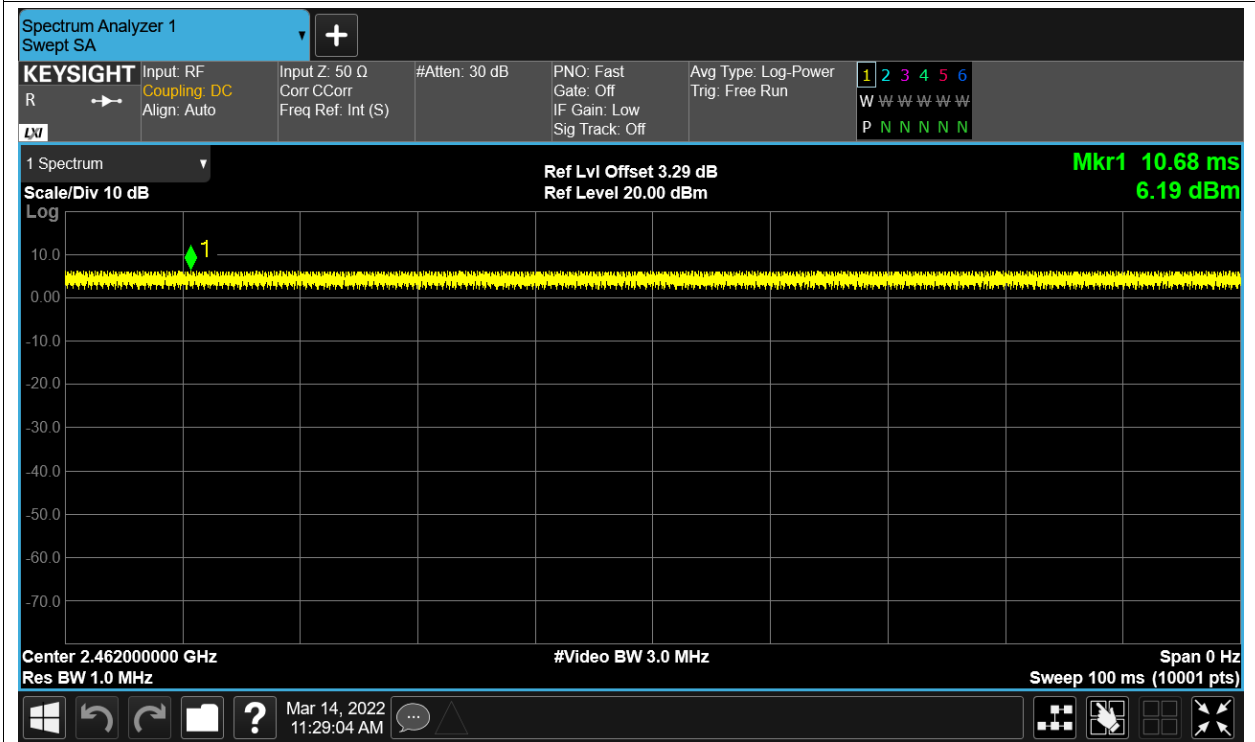 Spectrum Analyzer 1
Swept SA
+
KEYSIGHT Input: RF Input Z: 50 Ω #Atten: 30 dB PNO: Fast Avg Type: Log-Power 1 2 3 4 5 6
R Coupling: DC Corr CCorr Gate: Off Trig: Free Run W W W W W W
Align: Auto Freq Ref: Int (S) IF Gain: Low P N N N N N
LXI Sig Track: Off
1 Spectrum Ref Lvl Offset 3.29 dB Mkr1 10.68 ms
Scale/Div 10 dB Ref Level 20.00 dBm 6.19 dBm
Log
1
10.0
0.00
-10.0
-20.0
-30.0
-40.0
-50.0
-60.0
-70.0
Center 2.462000000 GHz #Video BW 3.0 MHz Span 0 Hz
Res BW 1.0 MHz Sweep 100 ms (10001 pts)
? Mar 14, 2022
11:29:04 AM